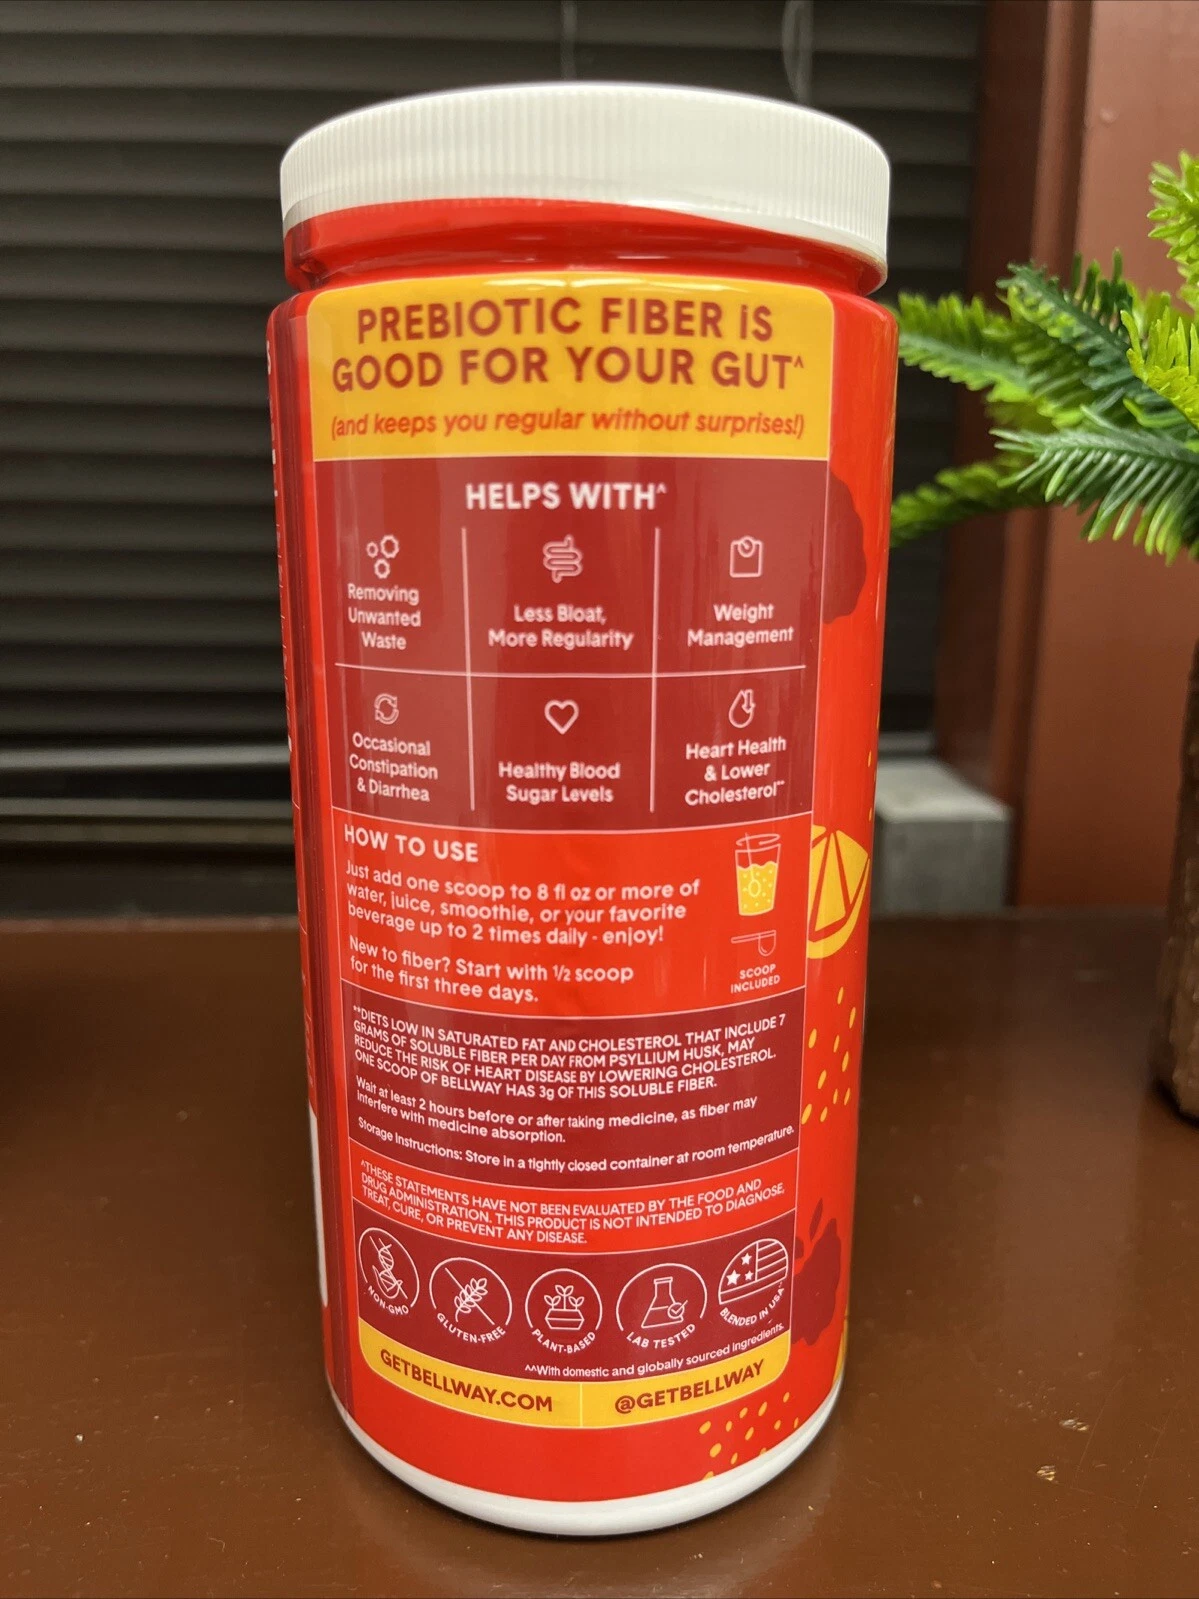 PREBIOTIC FIBER iS
GOOD FOR YOUR GUT^
(and keeps you regular without surprises!)
HELPS WITH^
Removing
Unwanted
Waste
Less Bloat,
More Regularity
Weight
Management
Occasional
Constipation
& Diarrhea
Healthy Blood
Sugar Levels
Heart Health
& Lower
Cholesterol**
HOW TO USE
Just add one scoop to 8 fl oz or more of
water, juice, smoothie, or your favorite
beverage up to 2 times daily - enjoy!
New to fiber? Start with ½ scoop
for the first three days.
SCOOP
INCLUDED
**DIETS LOW IN SATURATED FAT AND CHOLESTEROL THAT INCLUDE 7
GRAMS OF SOLUBLE FIBER PER DAY FROM PSYLLIUM HUSK, MAY
REDUCE THE RISK OF HEART DISEASE BY LOWERING CHOLESTEROL.
ONE SCOOP OF BELLWAY HAS 3g OF THIS SOLUBLE FIBER.
Wait at least 2 hours before or after taking medicine, as fiber may
interfere with medicine absorption.
Storage Instructions: Store in a tightly closed container at room temperature.
^THESE STATEMENTS HAVE NOT BEEN EVALUATED BY THE FOOD AND
DRUG ADMINISTRATION. THIS PRODUCT IS NOT INTENDED TO DIAGNOSE,
TREAT, CURE, OR PREVENT ANY DISEASE.
NON-GMO
GLUTEN-FREE
PLANT-BASED
LAB TESTED
BLENDED IN USA^^
^^With domestic and globally sourced ingredients.
GETBELLWAY.COM
@GETBELLWAY